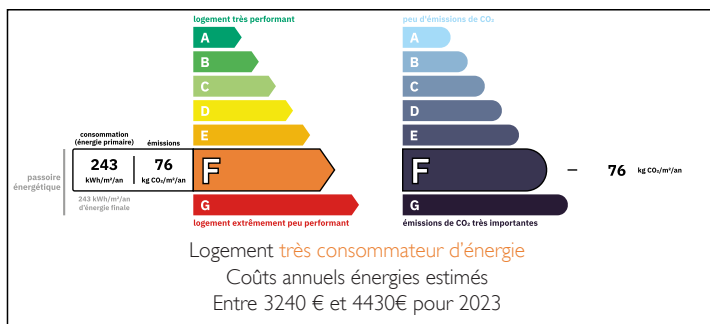 logement très performant
A
B
C
D
E
consommation
(énergie primaire)
émissions
243
76
kWh/m²/an
kg CO₂/m²/an
F
passoire
énergétique
243 kWh/m²/an
d'énergie finale
G
logement extrêmement peu performant
peu d'émissions de CO₂
A
B
C
D
E
F
76 kg CO₂/m²/an
G
émissions de CO₂ très importantes
Logement très consommateur d'énergie
Coûts annuels énergies estimés
Entre 3240 € et 4430€ pour 2023